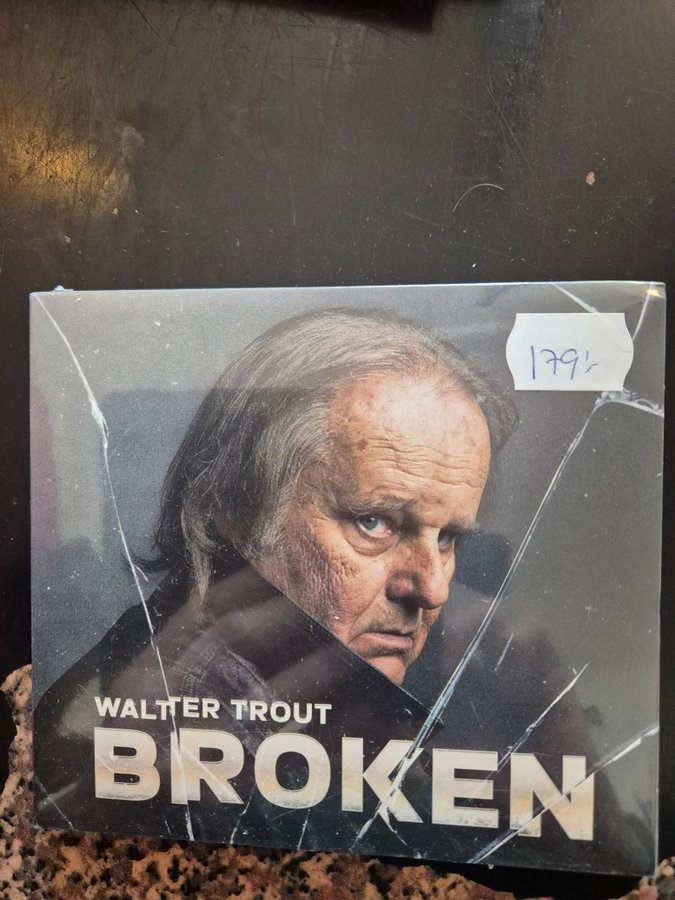 179:-
WALTER TROUT
BROKEN